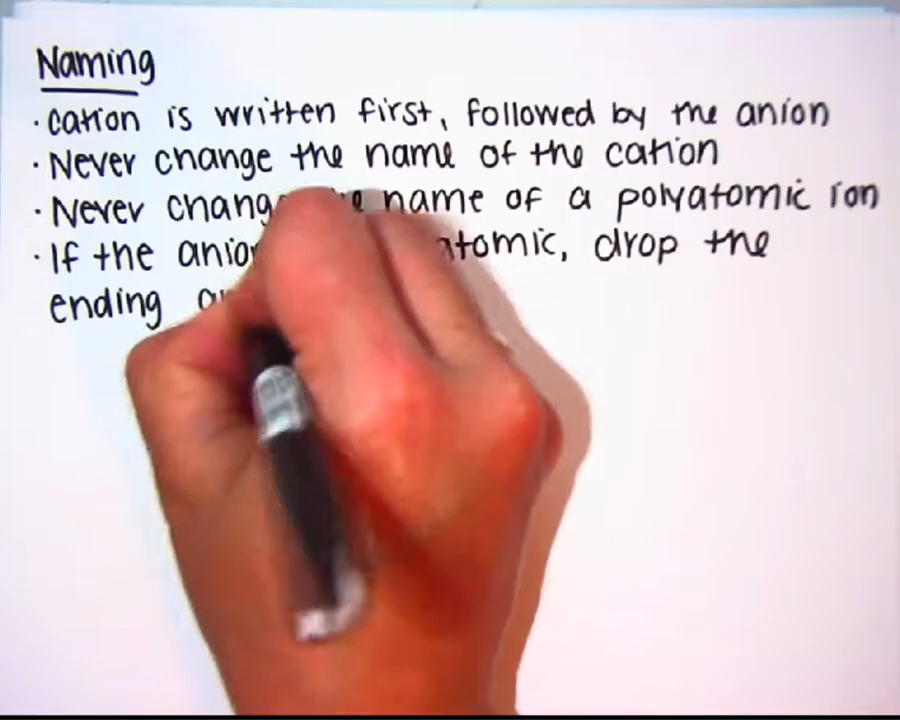 Naming
· cation is written first, followed by the anion
· Never change the name of the cation
· Never change name of a polyatomic ion
· If the anion atomic, drop the
ending